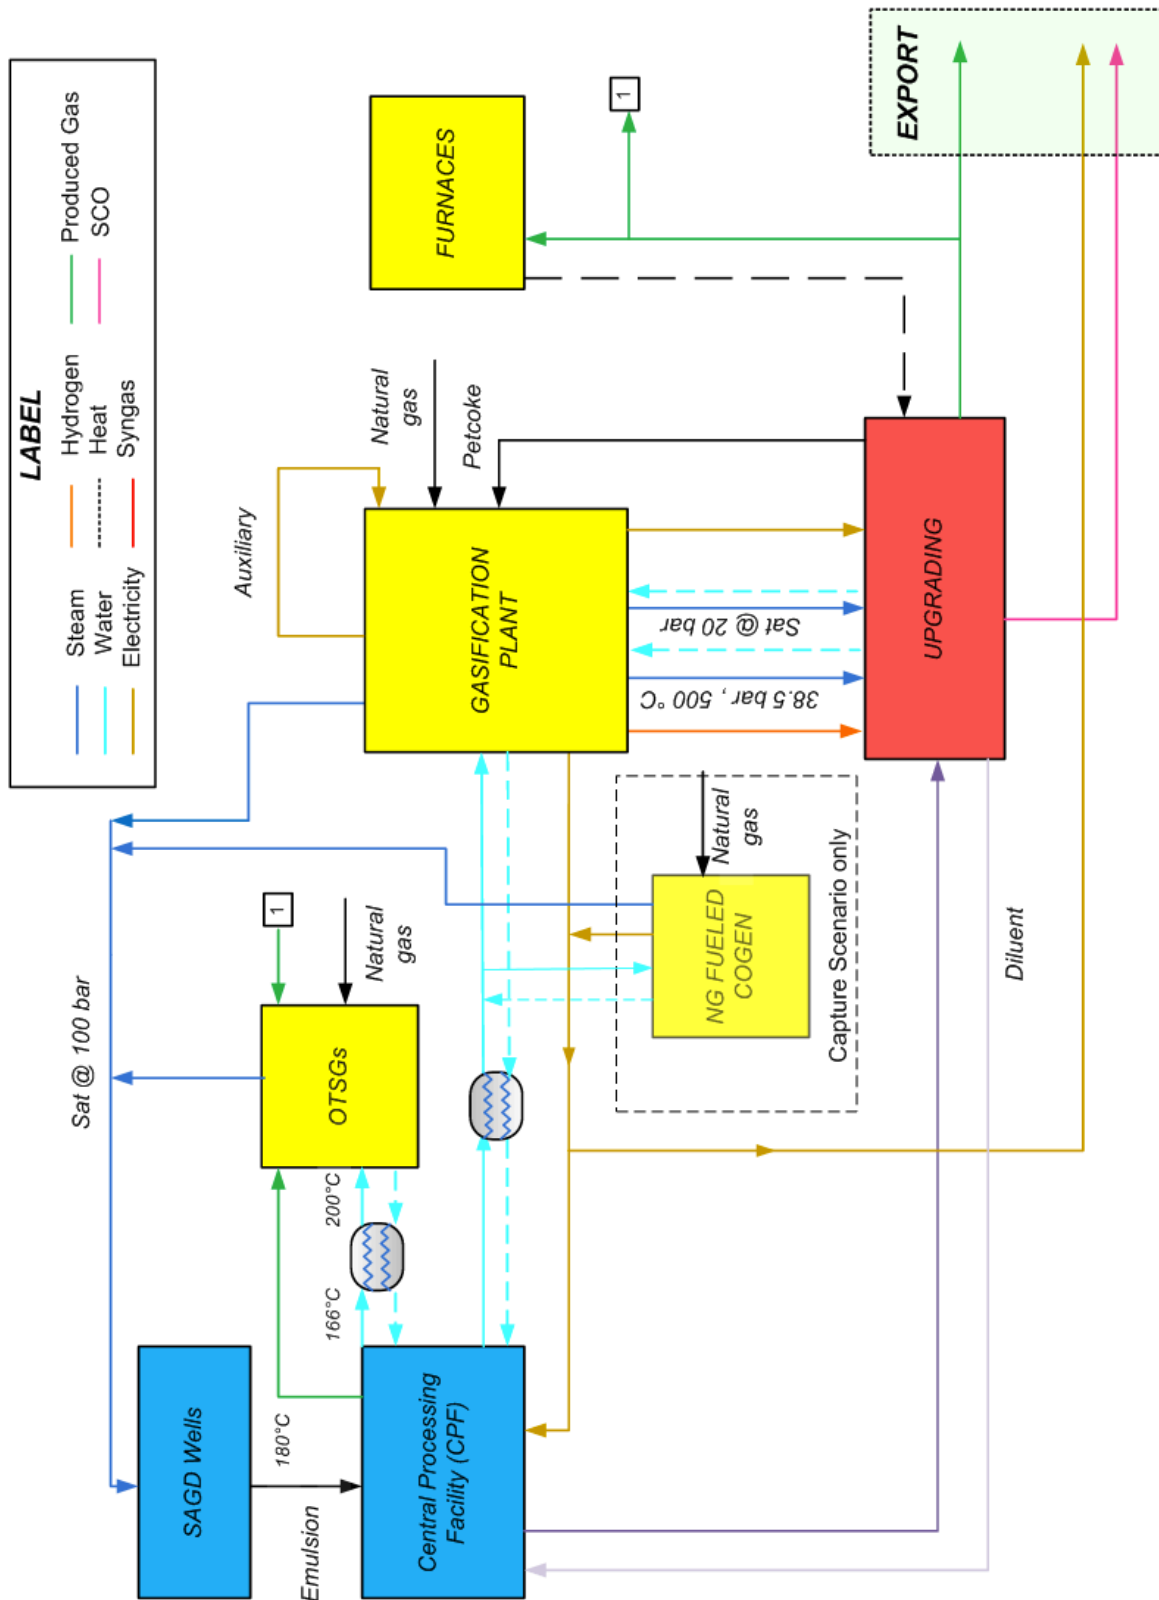 LABEL
Steam
Hydrogen
Produced Gas
Water
Heat
SCO
Electricity
Syngas
EXPORT
FURNACES
1
Natural
gas
Petcoke
Auxiliary
GASIFICATION
PLANT
Sat @ 20 bar
38.5 bar , 500 °C
UPGRADING
Sat @ 100 bar
1
Natural
gas
OTSGs
200°C
166°C
Natural
gas
NG FUELED
COGEN
Capture Scenario only
Diluent
SAGD Wells
180°C
Emulsion
Central Processing
Facility (CPF)